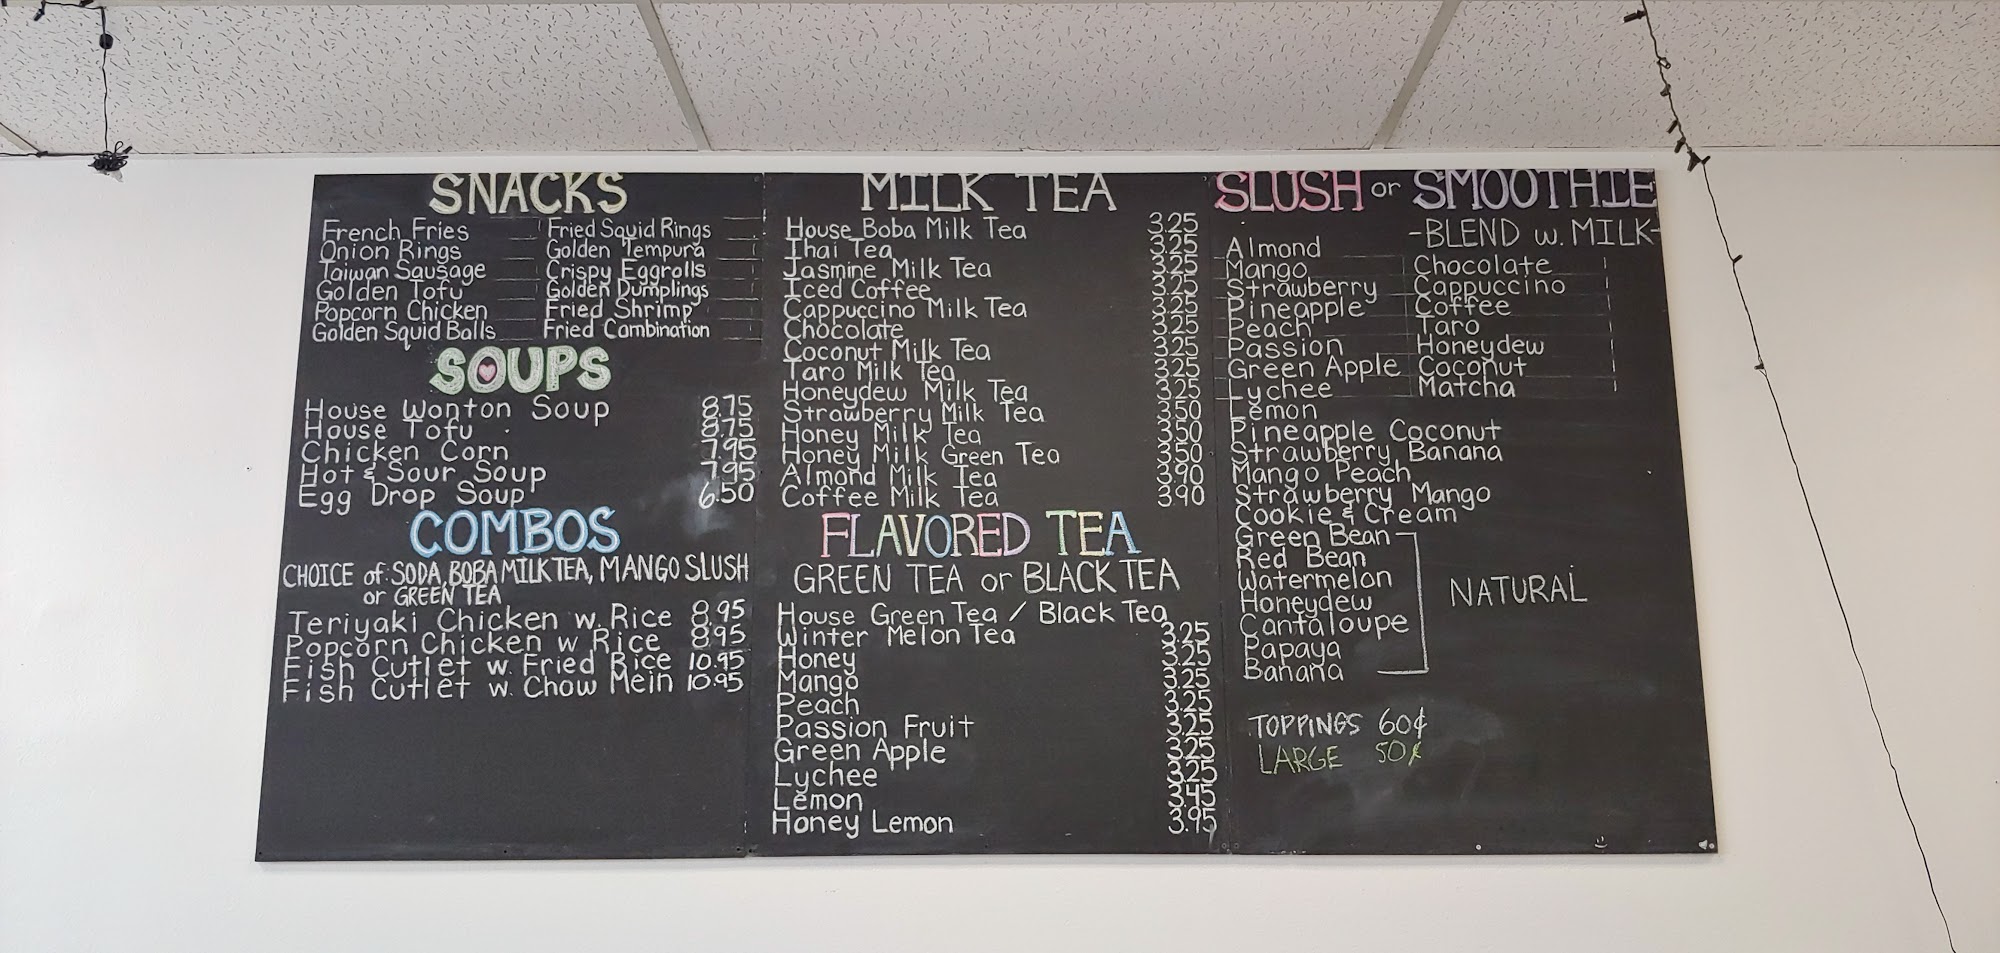 SNACKS
French Fries
Onion Rings
Taiwan Sausage
Golden Tofu
Popcorn Chicken
Golden Squid Balls
Fried Squid Rings
Golden Tempura
Crispy Eggrolls
Golden Dumplings
Fried Shrimp
Fried Combination
SOUPS
House Wonton Soup 8.75
House Tofu 8.75
Chicken Corn 7.95
Hot & Sour Soup 7.95
Egg Drop Soup 6.50
COMBOS
CHOICE of: SODA, BOBA MILK TEA, MANGO SLUSH
or GREEN TEA
Teriyaki Chicken w. Rice 8.95
Popcorn Chicken w Rice 8.95
Fish Cutlet w. Fried Rice 10.95
Fish Cutlet w. Chow Mein 10.95
MILK TEA
House Boba Milk Tea 3.25
Thai Tea 3.25
Jasmine Milk Tea 3.25
Iced Coffee 3.25
Cappuccino Milk Tea 3.25
Chocolate 3.25
Coconut Milk Tea 3.25
Taro Milk Tea 3.25
Honeydew Milk Tea 3.25
Strawberry Milk Tea 3.50
Honey Milk Tea 3.50
Honey Milk Green Tea 3.50
Almond Milk Tea 3.90
Coffee Milk Tea 3.90
FLAVORED TEA
GREEN TEA or BLACK TEA
House Green Tea / Black Tea
Winter Melon Tea 3.25
Honey 3.25
Mango 3.25
Peach 3.25
Passion Fruit 3.25
Green Apple 3.25
Lychee 3.25
Lemon 3.45
Honey Lemon 3.95
SLUSH or SMOOTHIE
-BLEND w. MILK-
Almond
Mango
Strawberry
Pineapple
Peach
Passion
Green Apple
Lychee
Lemon
Pineapple Coconut
Strawberry Banana
Mango Peach
Strawberry Mango
Cookie & Cream
Green Bean
Red Bean
Watermelon
Honeydew
Cantaloupe
Papaya
Banana
Chocolate
Cappuccino
Coffee
Taro
Honeydew
Coconut
Matcha
NATURAL
TOPPINGS 60¢
LARGE 50¢